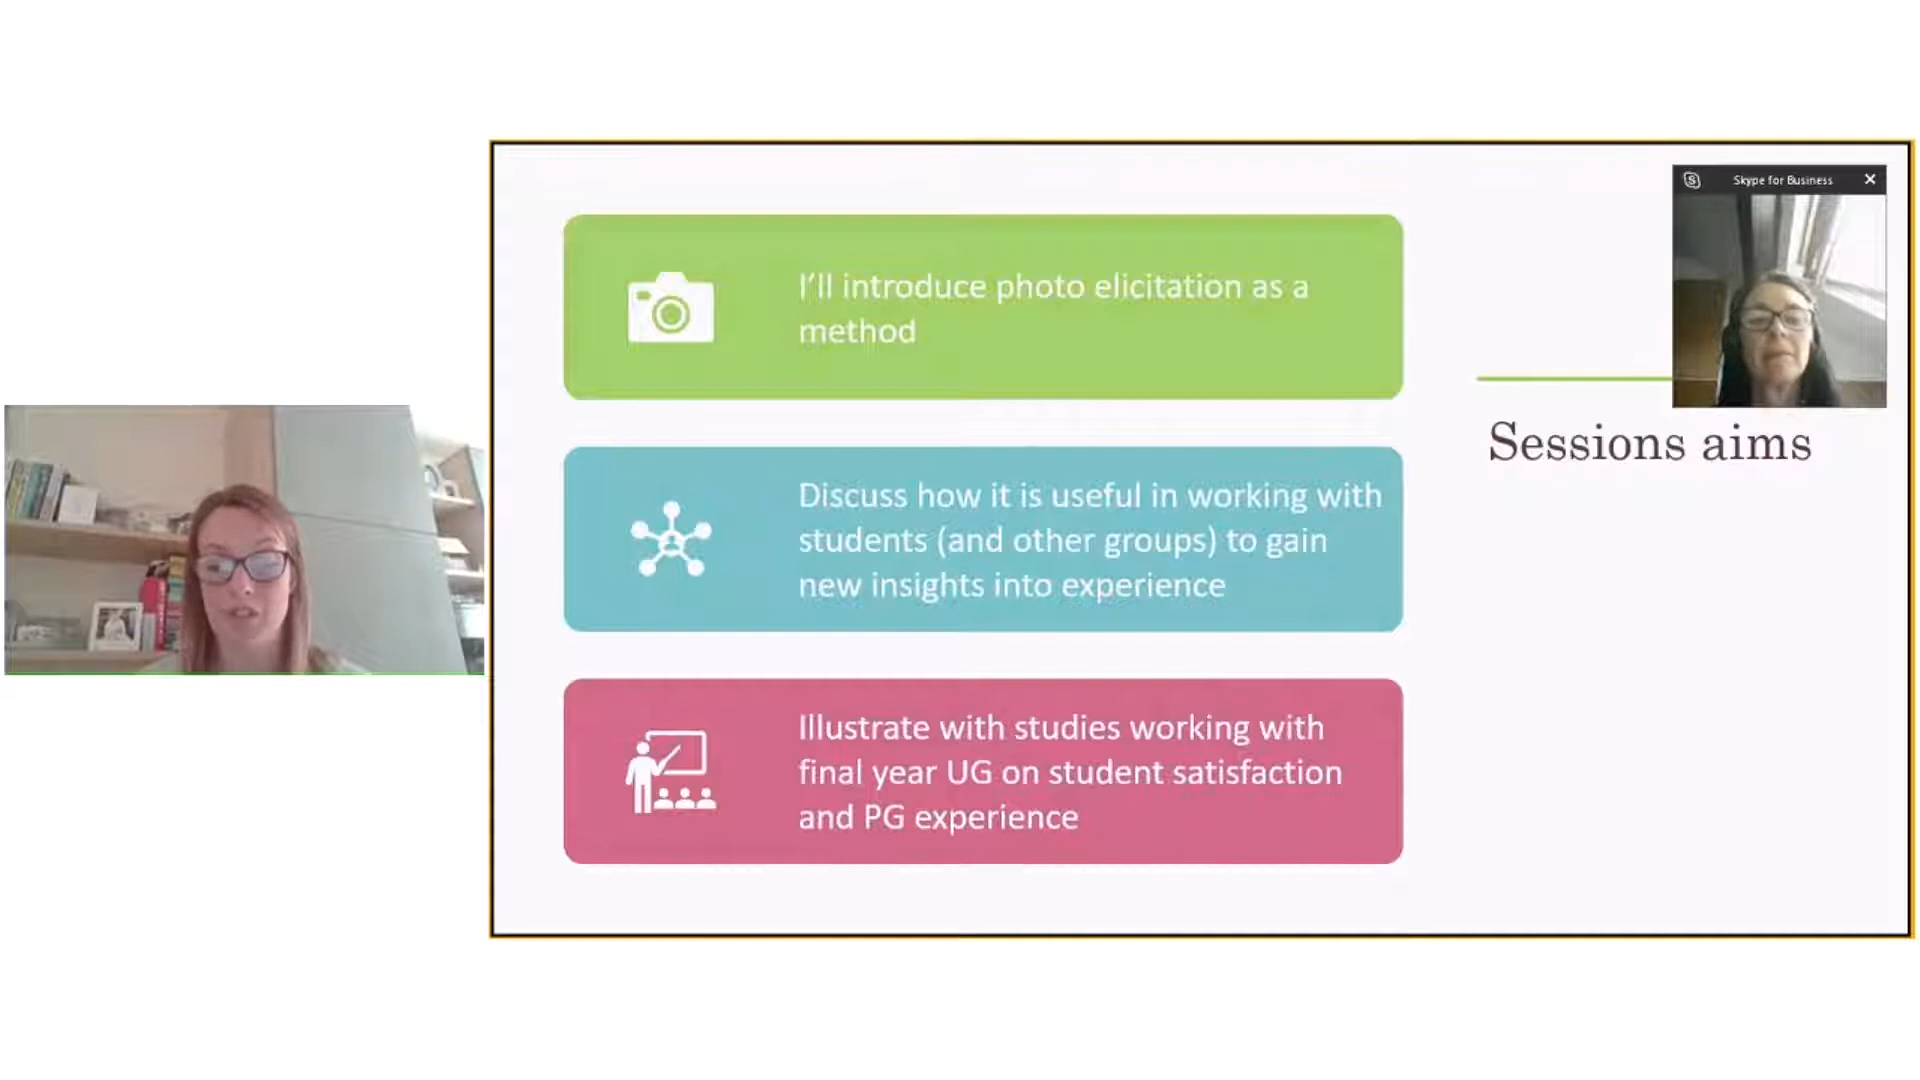 Skype for Business
I'll introduce photo elicitation as a
method
Discuss how it is useful in working with
students (and other groups) to gain
new insights into experience
Illustrate with studies working with
final year UG on student satisfaction
and PG experience
Sessions aims